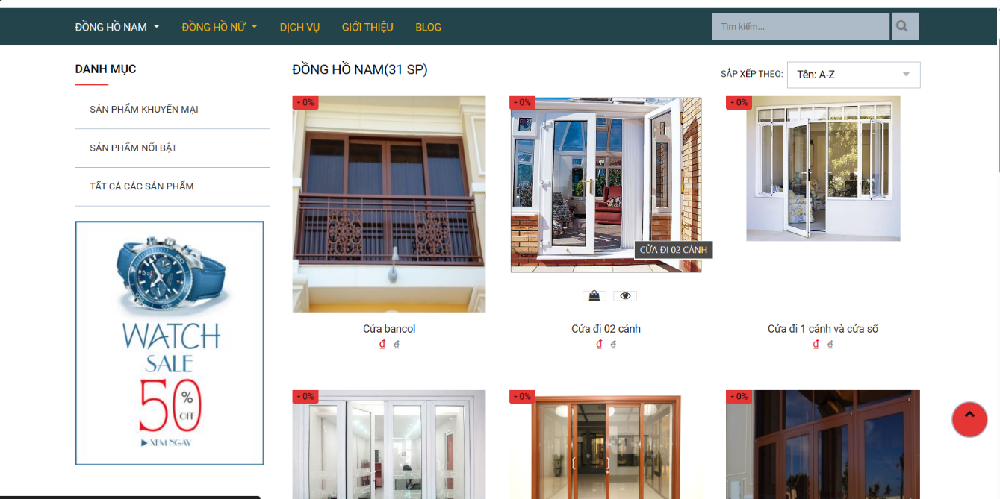 ĐỒNG HỒ NAM ĐỒNG HỒ NỮ DỊCH VỤ GIỚI THIỆU BLOG Tìm kiếm...
DANH MỤC
SẢN PHẨM KHUYẾN MẠI
SẢN PHẨM NỔI BẬT
TẤT CẢ CÁC SẢN PHẨM
WATCH
SALE
50
%
OFF
XEM NGAY
ĐỒNG HỒ NAM(31 SP)
SẮP XẾP THEO: Tên: A-Z
- 0% - 0% - 0%
CỬA ĐI 02 CÁNH
Cửa bancol Cửa đi 02 cánh Cửa đi 1 cánh và cửa sổ
₫ ₫ ₫ ₫ ₫ ₫
- 0% - 0% - 0%